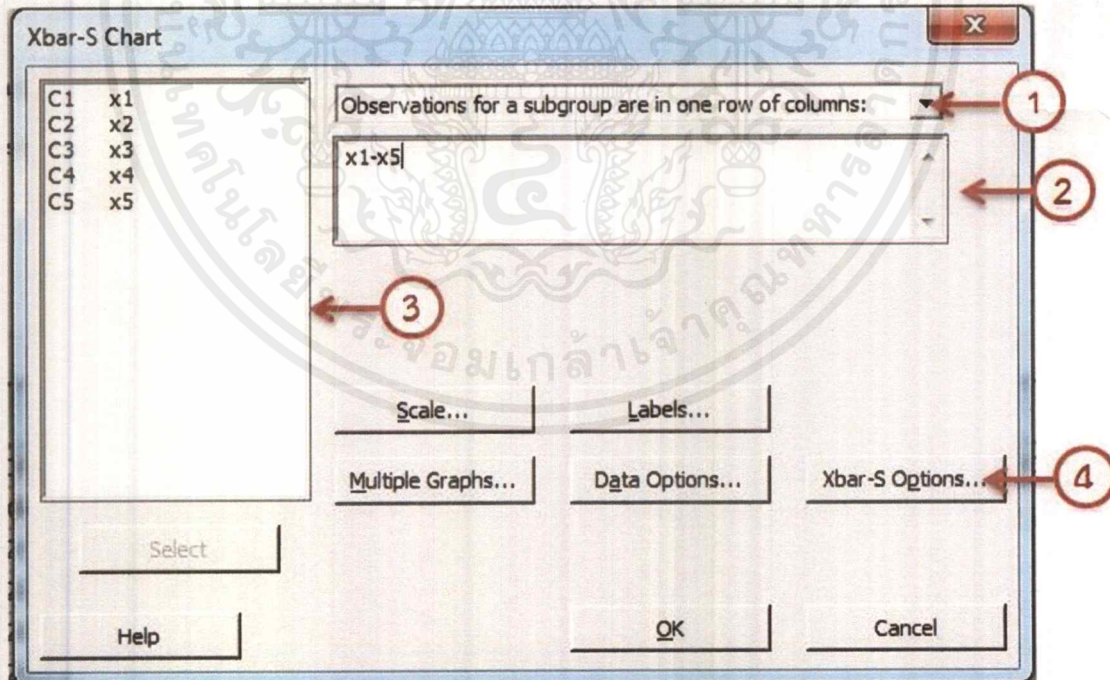 Xbar-S Chart
C1 x1
C2 x2
C3 x3
C4 x4
C5 x5
Observations for a subgroup are in one row of columns:
1
x1-x5
2
3
Scale...
Labels...
Multiple Graphs...
Data Options...
Xbar-S Options...
4
Select
Help
OK
Cancel